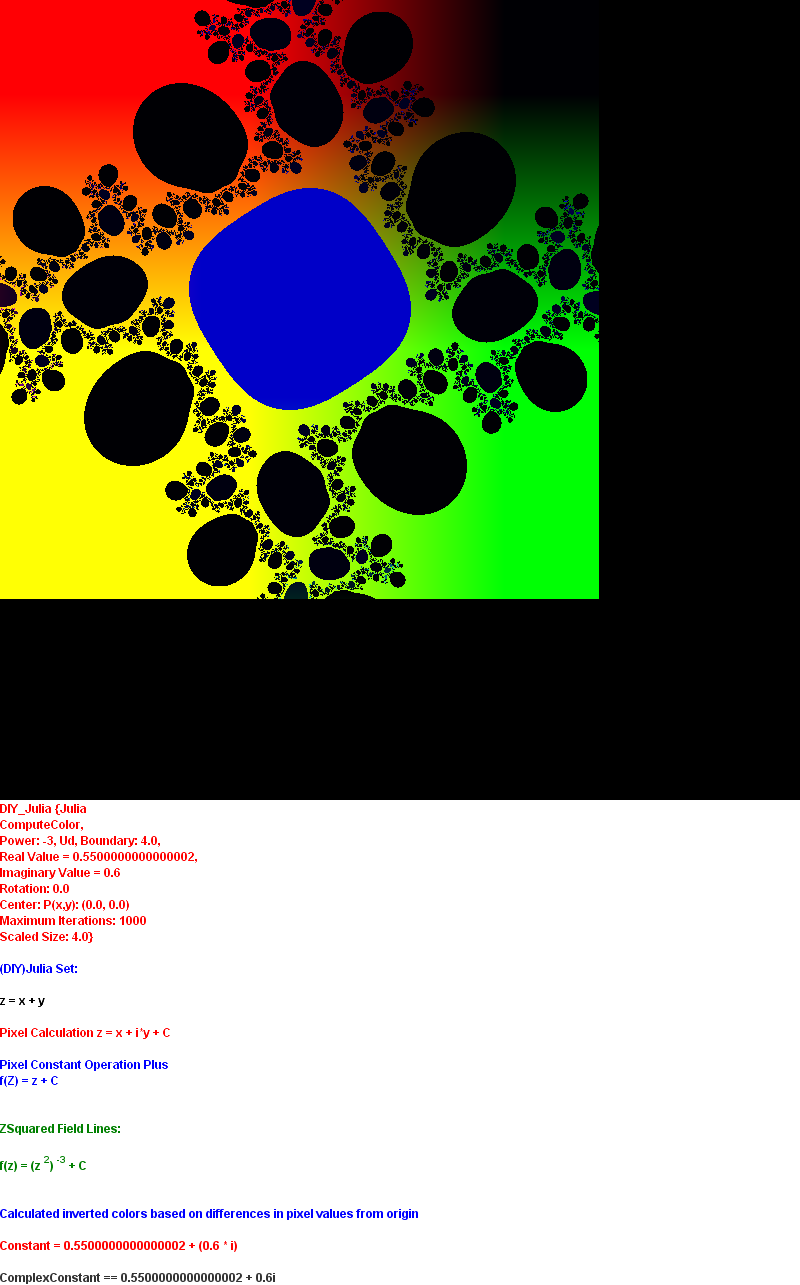 DIY_Julia {Julia
ComputeColor,
Power: -3, Ud, Boundary: 4.0,
Real Value = 0.5500000000000002,
Imaginary Value = 0.6
Rotation: 0.0
Center: P(x,y): (0.0, 0.0)
Maximum Iterations: 1000
Scaled Size: 4.0}
(DIY)Julia Set:
z = x + y
Pixel Calculation z = x + i*y + C
Pixel Constant Operation Plus
f(Z) = z + C
ZSquared Field Lines:
f(z) = (z ²) ⁻³ + C
Calculated inverted colors based on differences in pixel values from origin
Constant = 0.5500000000000002 + (0.6 * i)
ComplexConstant == 0.5500000000000002 + 0.6i